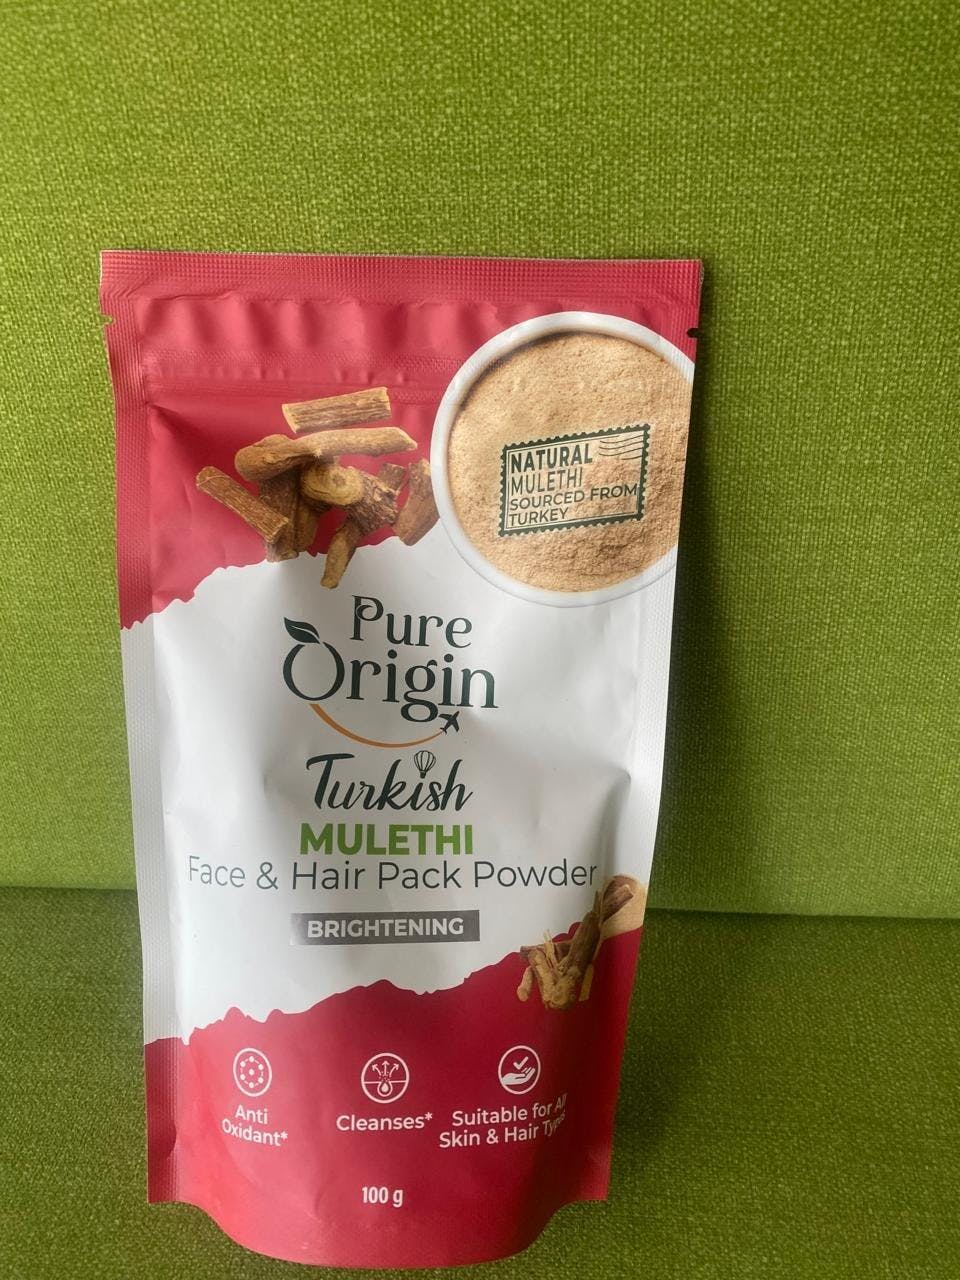 NATURAL
MULETHI
SOURCED FROM
TURKEY
Pure
Origin
Turkish
MULETHI
Face & Hair Pack Powder
BRIGHTENING
Anti
Oxidant*
Cleanses*
Suitable for All
Skin & Hair Types
100 g